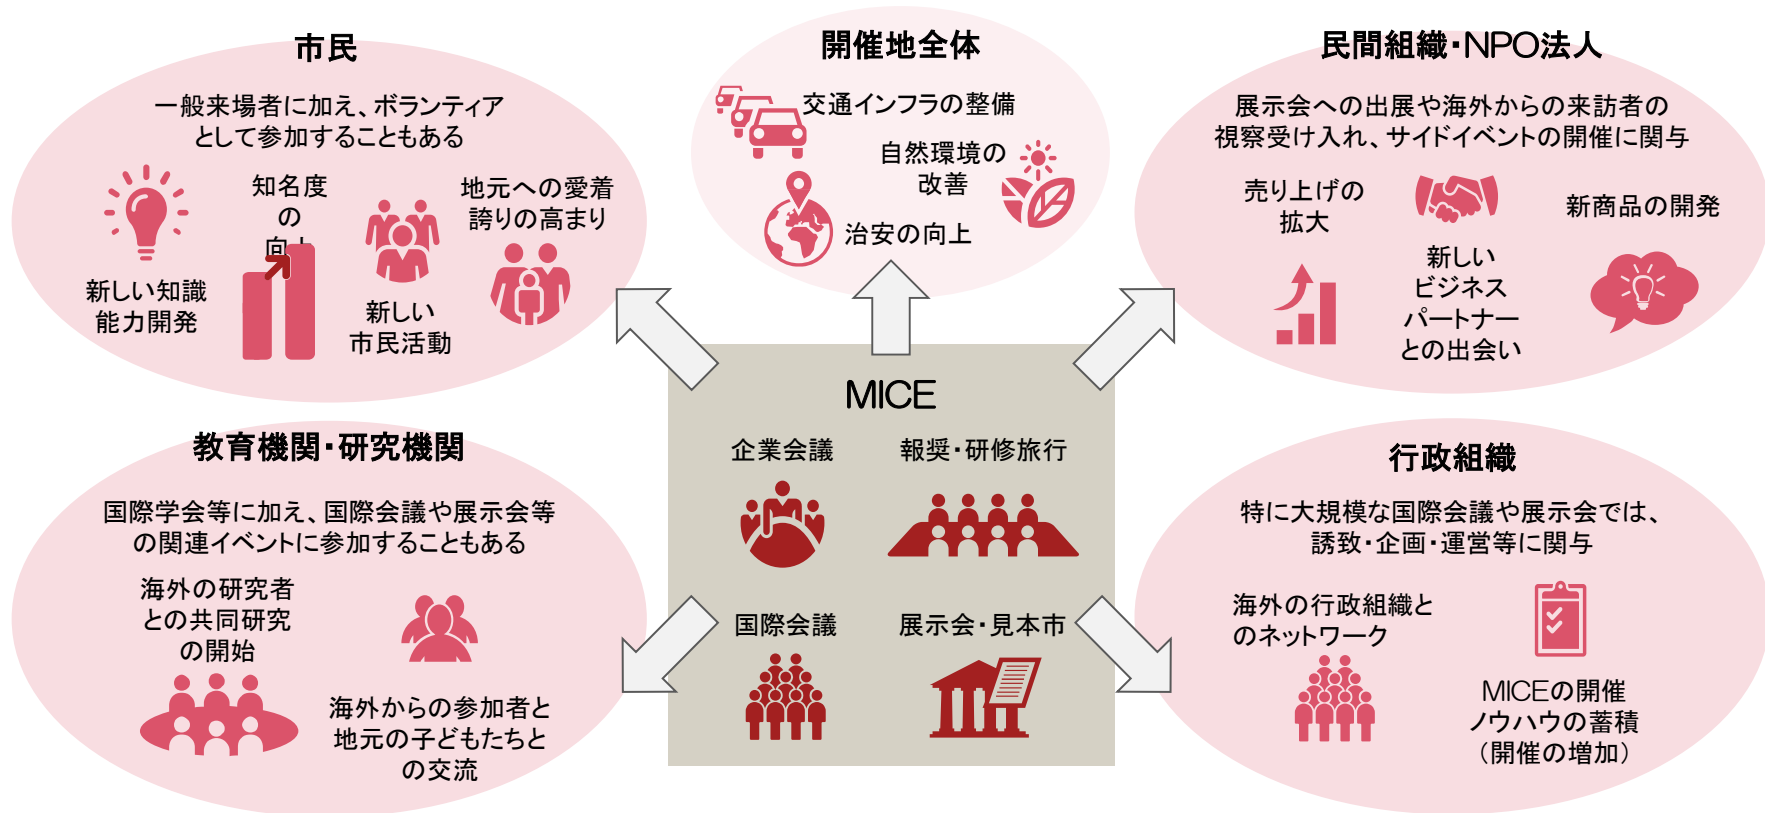 市民
一般来場者に加え、ボランティア
として参加することもある
新しい知識
能力開発
知名度
の
向上
新しい
市民活動
地元への愛着
誇りの高まり
開催地全体
交通インフラの整備
自然環境の
改善
治安の向上
民間組織・NPO法人
展示会への出展や海外からの来訪者の
視察受け入れ、サイドイベントの開催に関与
売り上げの
拡大
新しい
ビジネス
パートナー
との出会い
新商品の開発
MICE
企業会議
報奨・研修旅行
国際会議
展示会・見本市
教育機関・研究機関
国際学会等に加え、国際会議や展示会等
の関連イベントに参加することもある
海外の研究者
との共同研究
の開始
海外からの参加者と
地元の子どもたちと
の交流
行政組織
特に大規模な国際会議や展示会では、
誘致・企画・運営等に関与
海外の行政組織と
のネットワーク
MICEの開催
ノウハウの蓄積
（開催の増加）